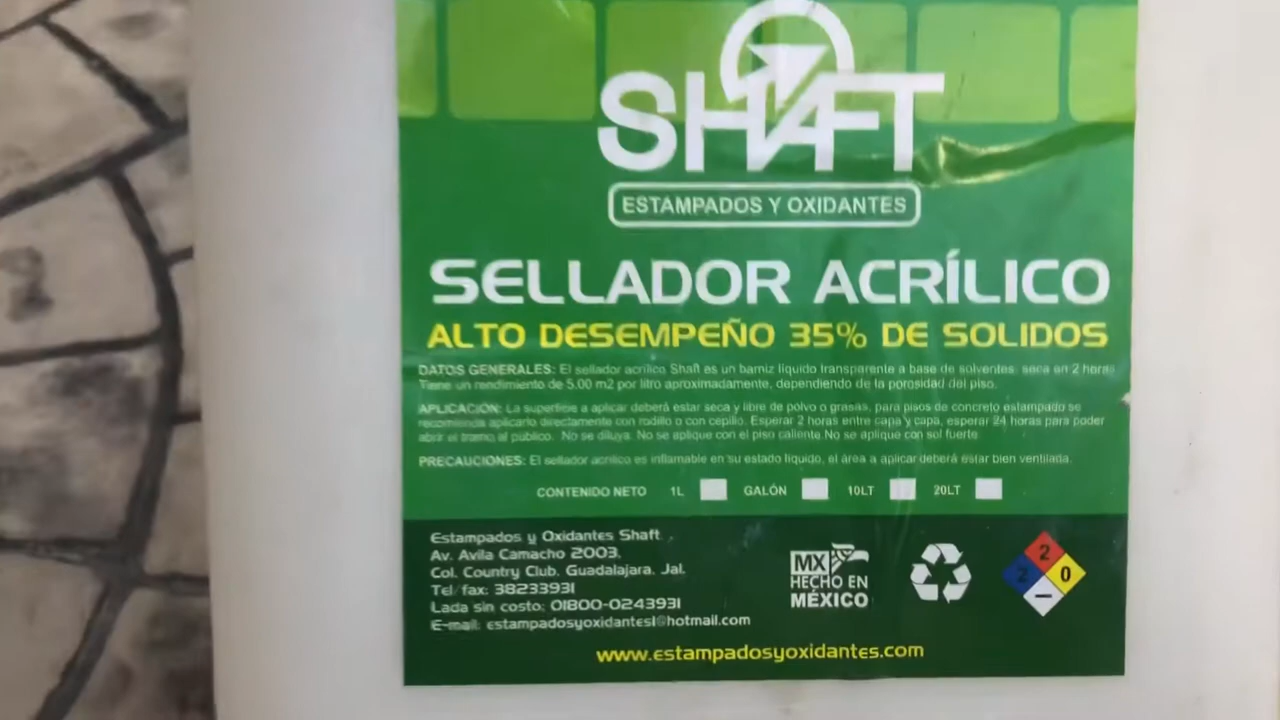 SHAFT
ESTAMPADOS Y OXIDANTES
SELLADOR ACRÍLICO
ALTO DESEMPEÑO 35% DE SOLIDOS
DATOS GENERALES: El sellador acrilico Shaft es un barniz líquido transparente a base de solventes, seca en 2 horas
Tiene un rendimiento de 5.00 m2 por litro aproximadamente, dependiendo de la porosidad del piso.
APLICACION: La superficie a aplicar deberá estar seca y libre de polvo o grasas, para pisos de concreto estampado se
recomienda aplicarlo directamente con rodillo o con cepillo. Esperar 2 horas entre capa y capa, esperar 24 horas para poder
abrir el tramo al público. No se diluya. No se aplique con el piso caliente No se aplique con sol fuerte
PRECAUCIONES: El sellador acrilico es inflamable en su estado líquido, el área a aplicar deberá estar bien ventilada.
CONTENIDO NETO 1L GALÓN 10LT 20LT
Estampados y Oxidantes Shaft
Av. Avila Camacho 2003.
Col. Country Club. Guadalajara. Jal.
Tel/fax: 38233931
Lada sin costo: 01800-0243931
E-mail: estampadosyoxidantes1@hotmail.com
MX
HECHO EN
MÉXICO
2
2 0
www.estampadosyoxidantes.com